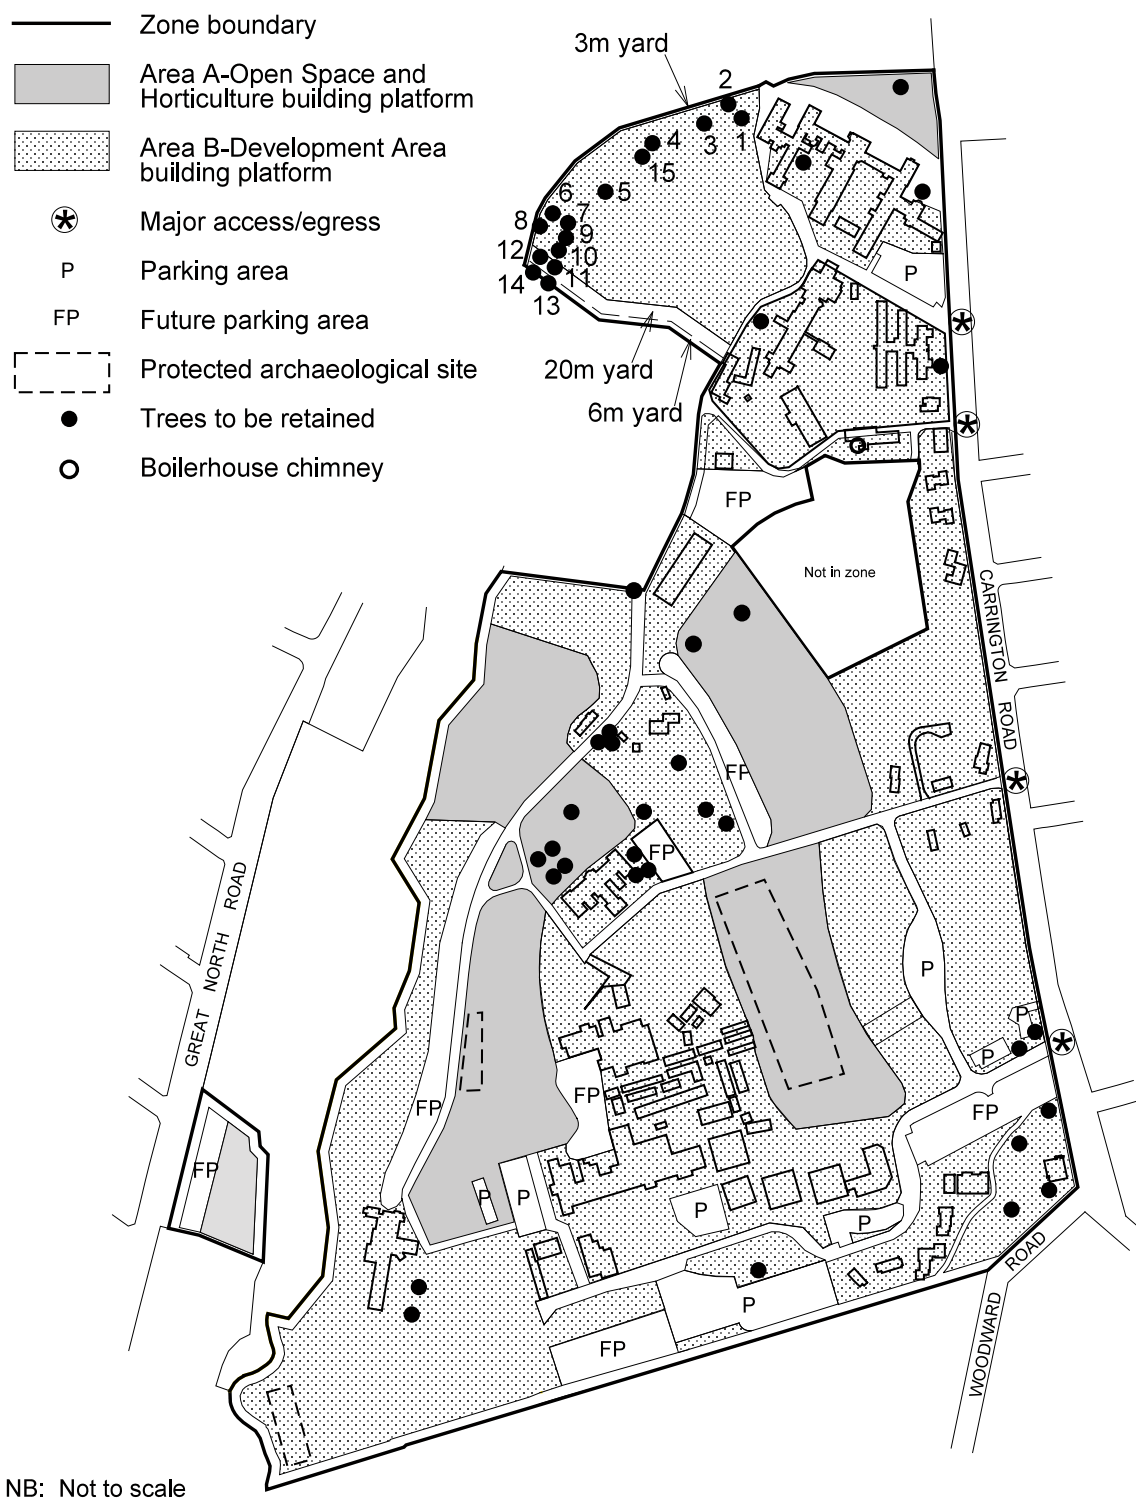 Zone boundary
Area A-Open Space and
Horticulture building platform
Area B-Development Area
building platform
Major access/egress
P
Parking area
FP
Future parking area
Protected archaeological site
Trees to be retained
Boilerhouse chimney
3m yard
2
1
3
4
15
5
6
7
8
9
10
12
11
14
13
20m yard
6m yard
P
FP
Not in zone
CARRINGTON ROAD
FP
FP
GREAT NORTH ROAD
P
P
P
FP
FP
FP
FP
P
P
P
P
P
FP
WOODWARD ROAD
NB: Not to scale